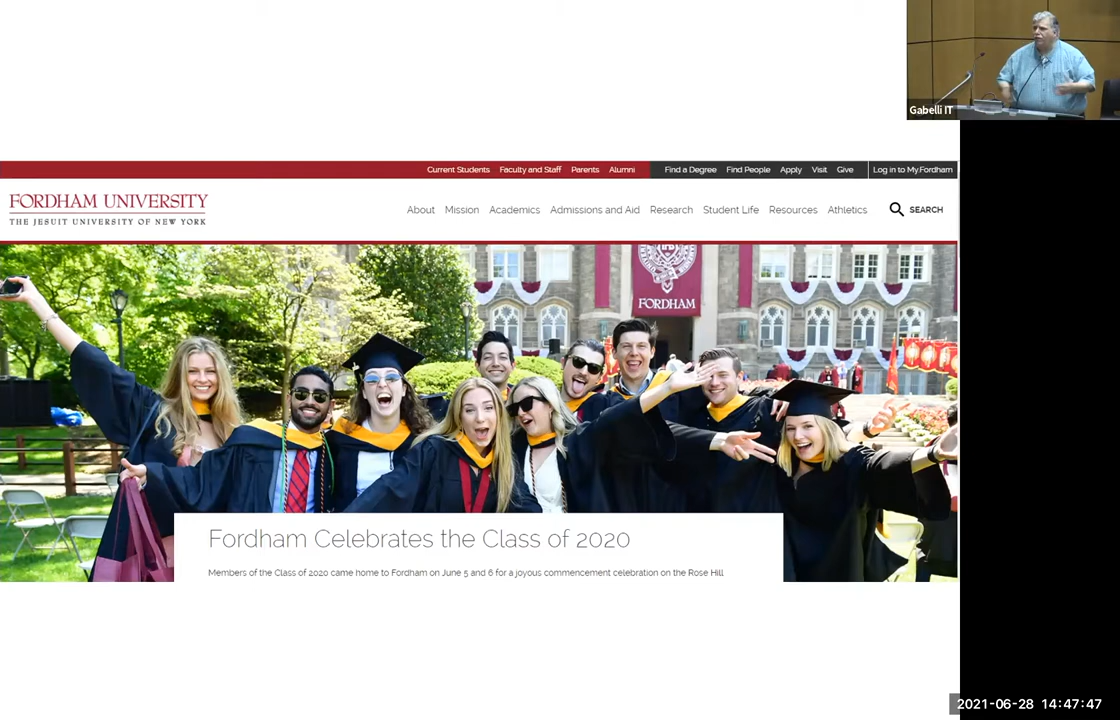 Gabelli IT
Current Students Faculty and Staff Parents Alumni Find a Degree Find People Apply Visit Give Log in to My.Fordham
FORDHAM UNIVERSITY
THE JESUIT UNIVERSITY OF NEW YORK
About Mission Academics Admissions and Aid Research Student Life Resources Athletics SEARCH
FORDHAM
Fordham Celebrates the Class of 2020
Members of the Class of 2020 came home to Fordham on June 5 and 6 for a joyous commencement celebration on the Rose Hill
2021-06-28 14:47:47